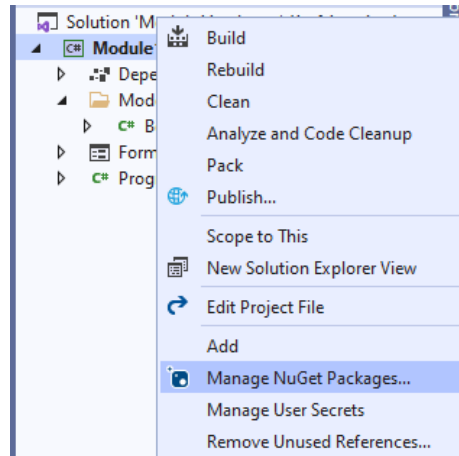 Solution 'M
C# Module
Depe
Mod
C# B
Form
C# Prog
Build
Rebuild
Clean
Analyze and Code Cleanup
Pack
Publish...
Scope to This
New Solution Explorer View
Edit Project File
Add
Manage NuGet Packages...
Manage User Secrets
Remove Unused References...